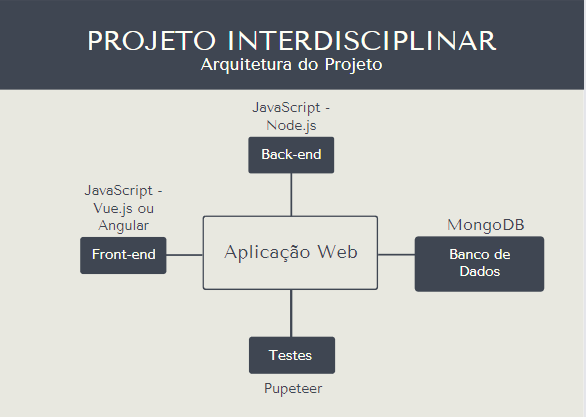 PROJETO INTERDISCIPLINAR
Arquitetura do Projeto
JavaScript -
Node.js
Back-end
JavaScript -
Vue.js ou
Angular
Front-end
Aplicação Web
MongoDB
Banco de
Dados
Testes
Pupeteer